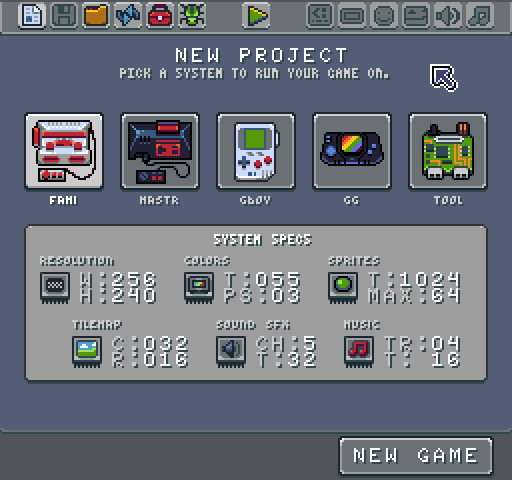 NEW PROJECT
PICK A SYSTEM TO RUN YOUR GAME ON.
FAMI MASTR GBOY GG TOOL
SYSTEM SPECS
RESOLUTION COLORS SPRITES
W:256 T:055 T:1024
H:240 PS:03 MAX:64
TILEMAP SOUND SFX MUSIC
C:032 CH:5 TR:04
R:016 T:32 T: 16
NEW GAME